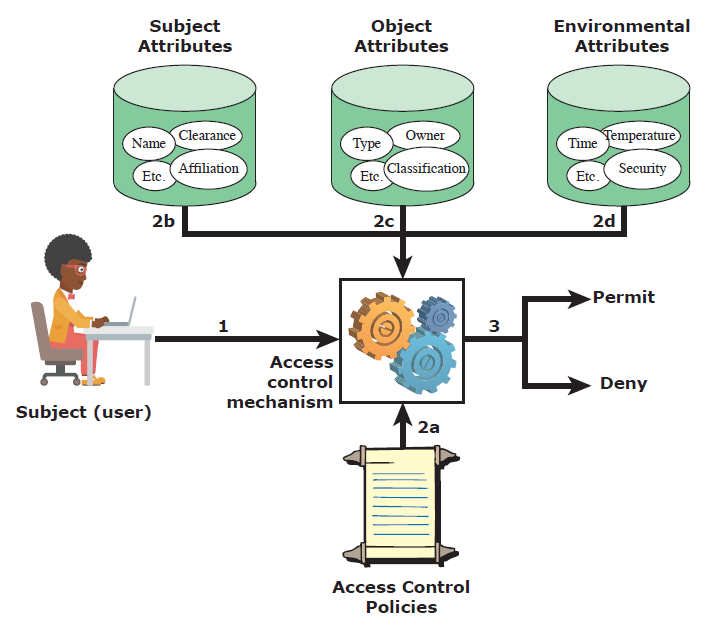 Subject
Attributes
Object
Attributes
Environmental
Attributes
Name
Clearance
Etc.
Affiliation
Type
Owner
Etc.
Classification
Time
Temperature
Etc.
Security
2b
2c
2d
1
Access
control
mechanism
3
Permit
Deny
Subject (user)
2a
Access Control
Policies